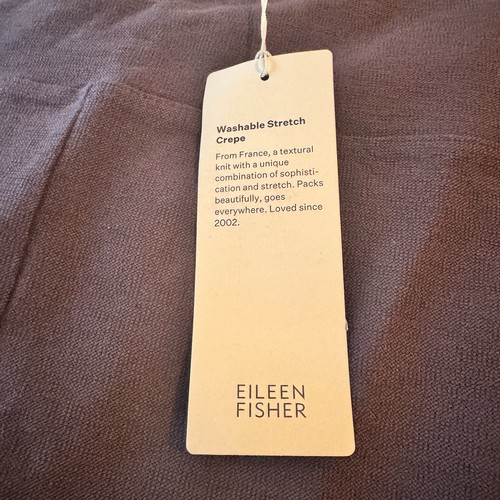 Washable Stretch
Crepe
From France, a textural
knit with a unique
combination of sophisti-
cation and stretch. Packs
beautifully, goes
everywhere. Loved since
2002.
EILEEN
FISHER